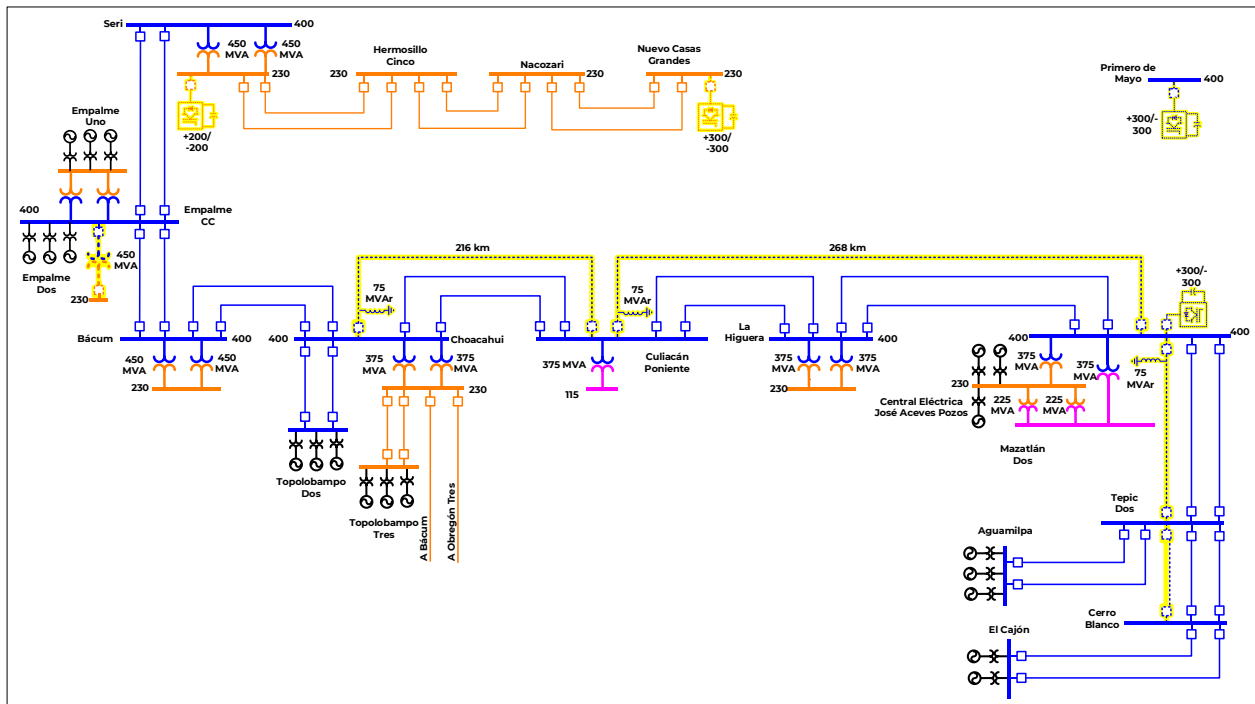 Seri
400
450
MVA
450
MVA
230
+200/
-200
Hermosillo
Cinco
230
Nacozari
230
Nuevo Casas
Grandes
230
+300/
-300
Primero de
Mayo
400
+300/-
300
Empalme
Uno
400
Empalme
CC
450
MVA
Empalme
Dos
230
Bácum
400
450
MVA
450
MVA
230
216 km
75
MVAr
400
Choacahui
375
MVA
375
MVA
230
Topolobampo
Dos
Topolobampo
Tres
A Bácum
A Obregón Tres
268 km
75
MVAr
Culiacán
Poniente
375 MVA
115
La
Higuera
400
375
MVA
375
MVA
230
+300/-
300
400
400
375
MVA
375
MVA
75
MVAr
230
Central Eléctrica
José Aceves Pozos
225
MVA
225
MVA
Mazatlán
Dos
Tepic
Dos
Aguamilpa
Cerro
Blanco
El Cajón